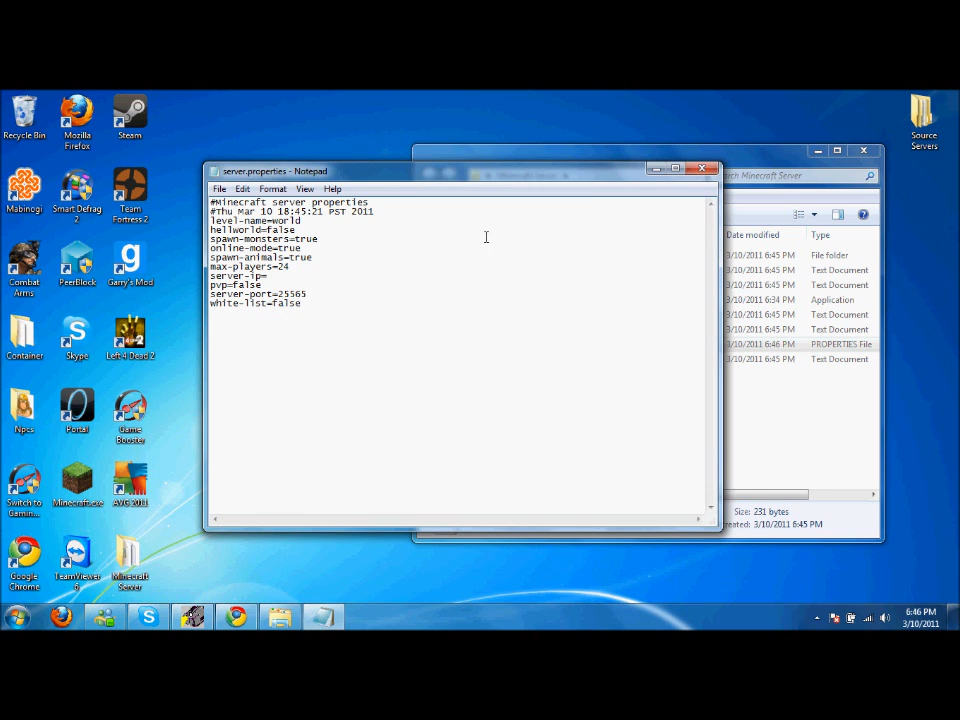 Recycle Bin
Mozilla
Firefox
Steam
Source
Servers
Mabinogi
Smart Defrag
2
Team
Fortress 2
Combat
Arms
PeerBlock
Garry's Mod
Container
Skype
Left 4 Dead 2
Npcs
Portal
Game
Booster
Switch to
Gamin...
Minecraft.exe
AVG 2011
Google
Chrome
TeamViewer
6
Minecraft
Server
server.properties - Notepad
File Edit Format View Help
#Minecraft server properties
#Thu Mar 10 18:45:21 PST 2011
level-name=world
hellworld=false
spawn-monsters=true
online-mode=true
spawn-animals=true
max-players=24
server-ip=
pvp=false
server-port=25565
white-list=false
rch Minecraft Server
Date modified Type
3/10/2011 6:45 PM File folder
3/10/2011 6:45 PM Text Document
3/10/2011 6:34 PM Application
3/10/2011 6:45 PM Text Document
3/10/2011 6:45 PM Text Document
3/10/2011 6:46 PM PROPERTIES File
3/10/2011 6:45 PM Text Document
Size: 231 bytes
reated: 3/10/2011 6:45 PM
6:46 PM
3/10/2011